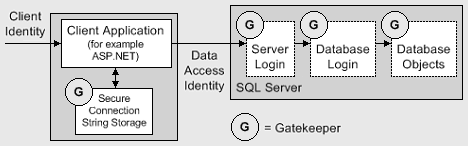 Client
Identity
Client Application
(for example
ASP.NET)
G
Secure
Connection
String Storage
Data
Access
Identity
G
Server
Login
G
Database
Login
G
Database
Objects
SQL Server
G = Gatekeeper